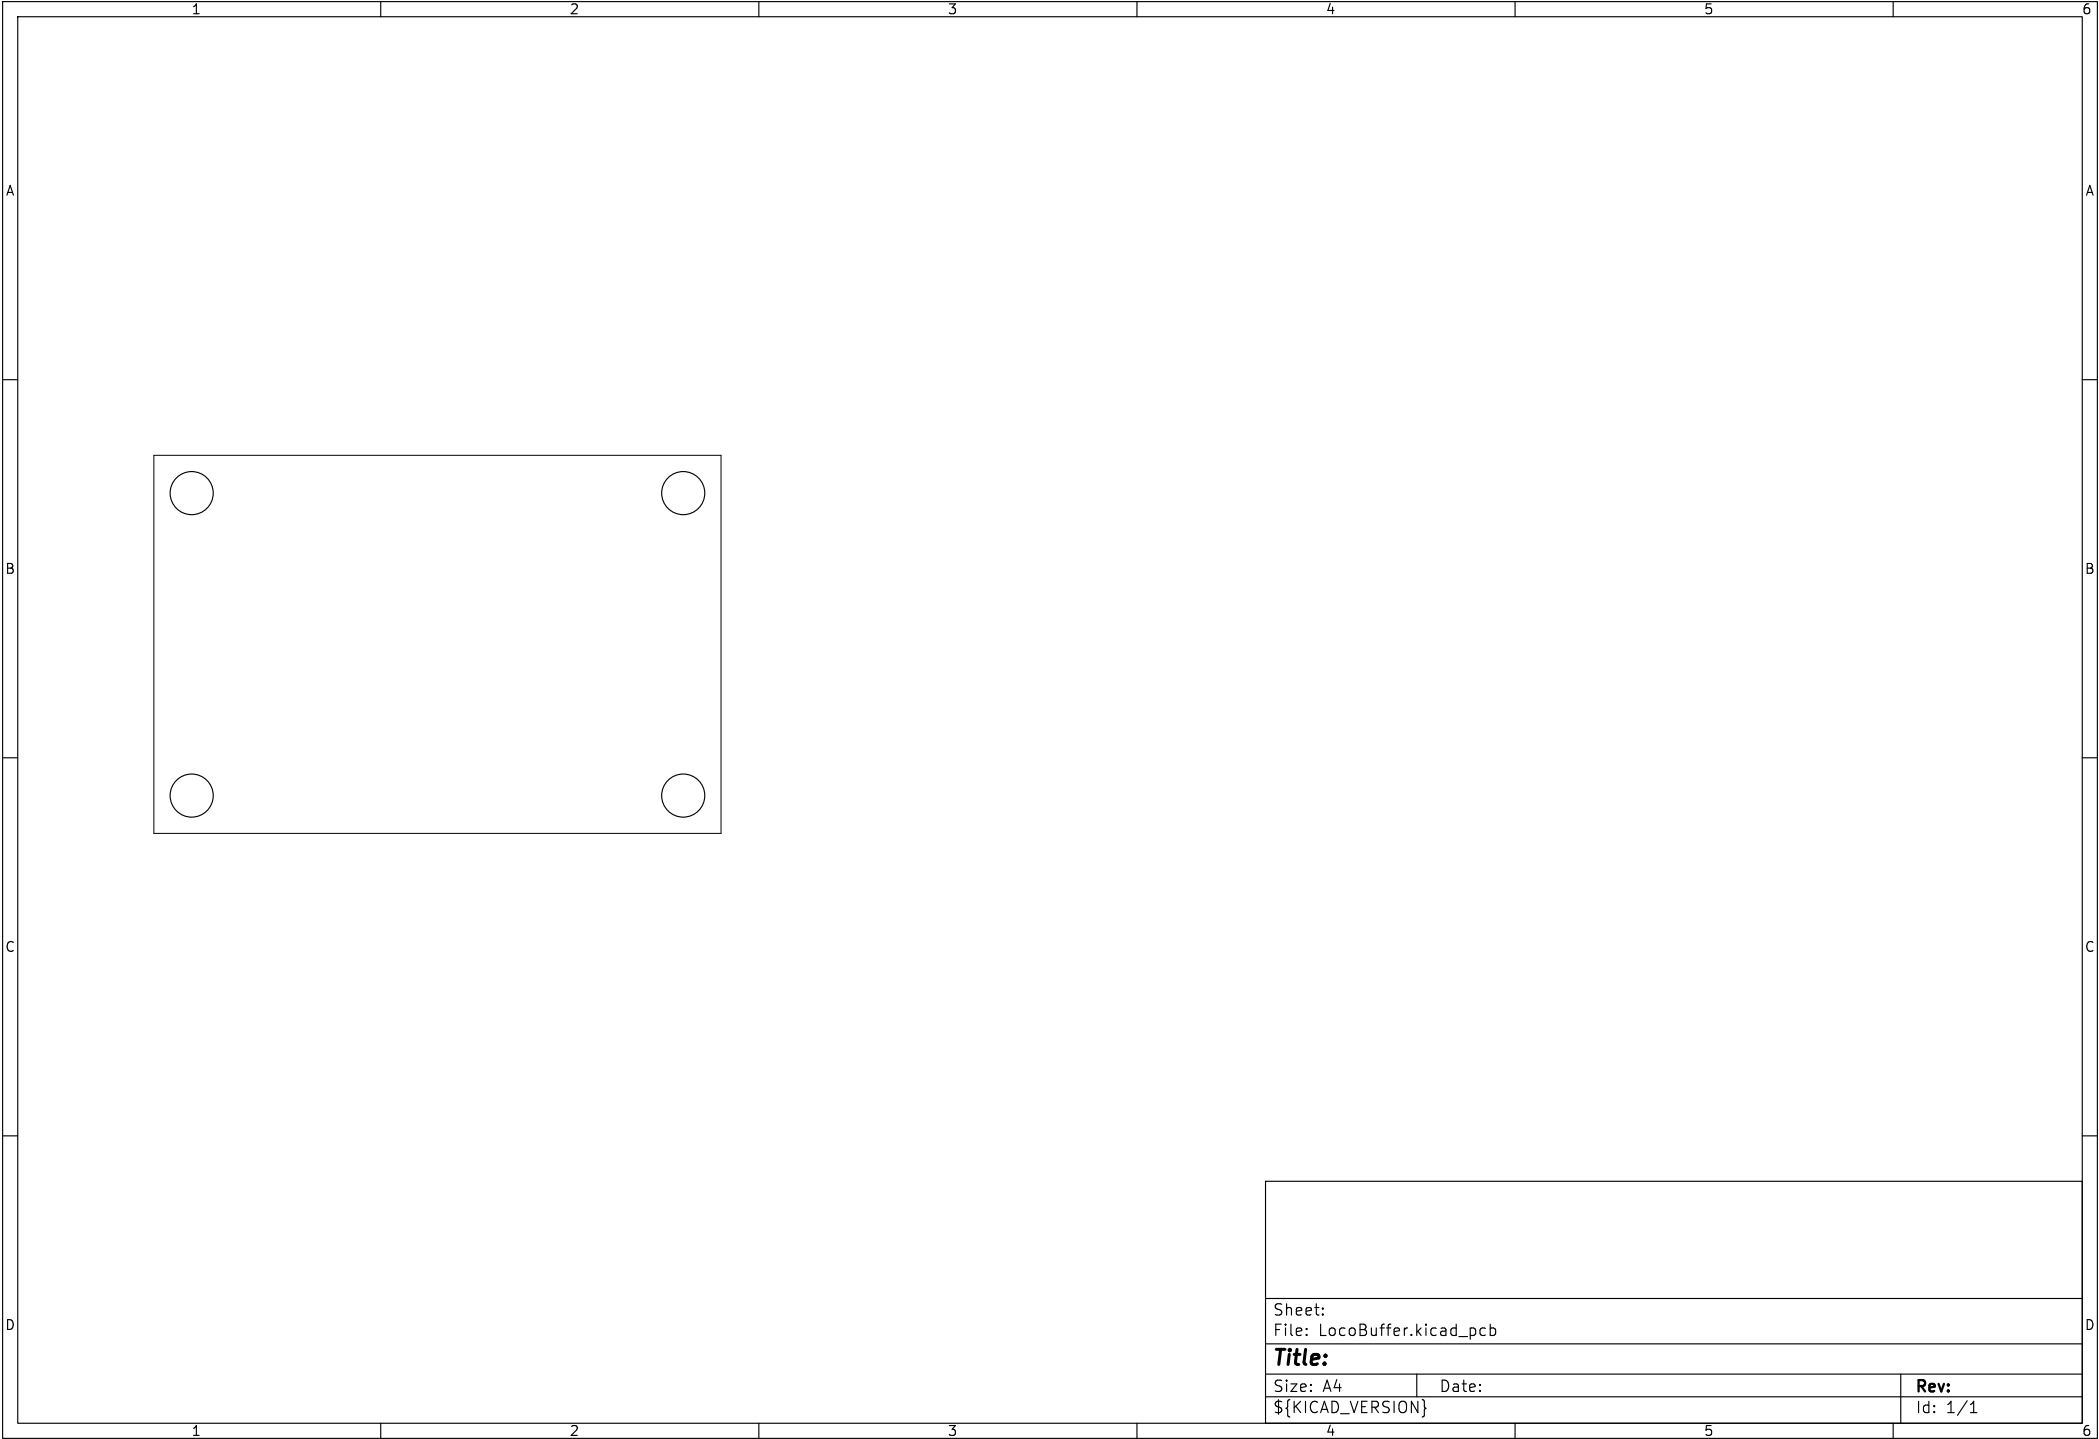 1 2 3 4 5 6
A A
B B
C C
Sheet:
File: LocoBuffer.kicad_pcb
D D
Title:
Size: A4 Date: Rev:
${KICAD_VERSION} Id: 1/1
1 2 3 4 5 6